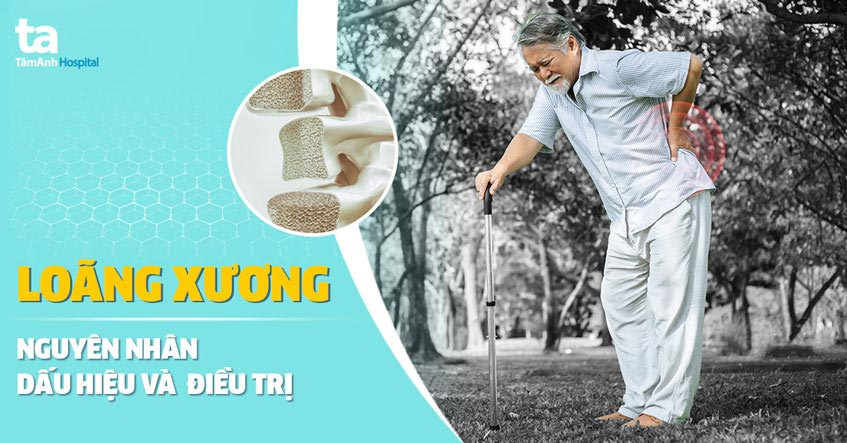 ta
TâmAnh Hospital
LOÃNG XƯƠNG
NGUYÊN NHÂN
DẤU HIỆU VÀ ĐIỀU TRỊ